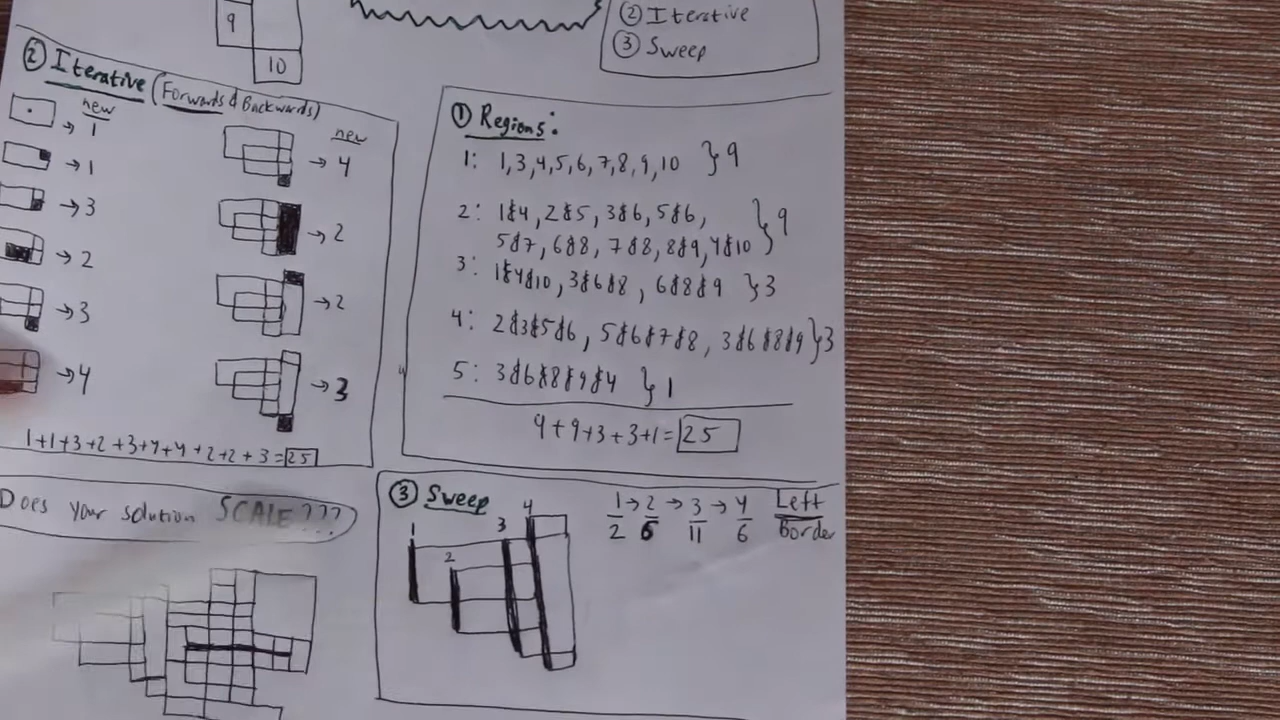 9
10
② Iterative
③ Sweep
② Iterative (Forwards & Backwards)
new
→ 1
→ 1
→ 3
→ 2
→ 3
→ 4
new
→ 4
→ 2
→ 2
→ 3
1+1+3+2+3+4+4+2+2+3=25
① Regions:
1: 1,3,4,5,6,7,8,9,10 } 9
2: 1&4, 2&5, 3&6, 5&6,
5&7, 6&8, 7&8, 8&9, 4&10 } 9
3: 1&4&10, 3&6&8, 6&8&9 } 3
4: 2&3&5&6, 5&6&7&8, 3&6&8&9 } 3
5: 3&6&8&9&4 } 1
9+9+3+3+1=25
Does your solution SCALE???
③ Sweep
1
2
3
4
1 → 2 → 3 → 4 Left
2 6 11 6 Border